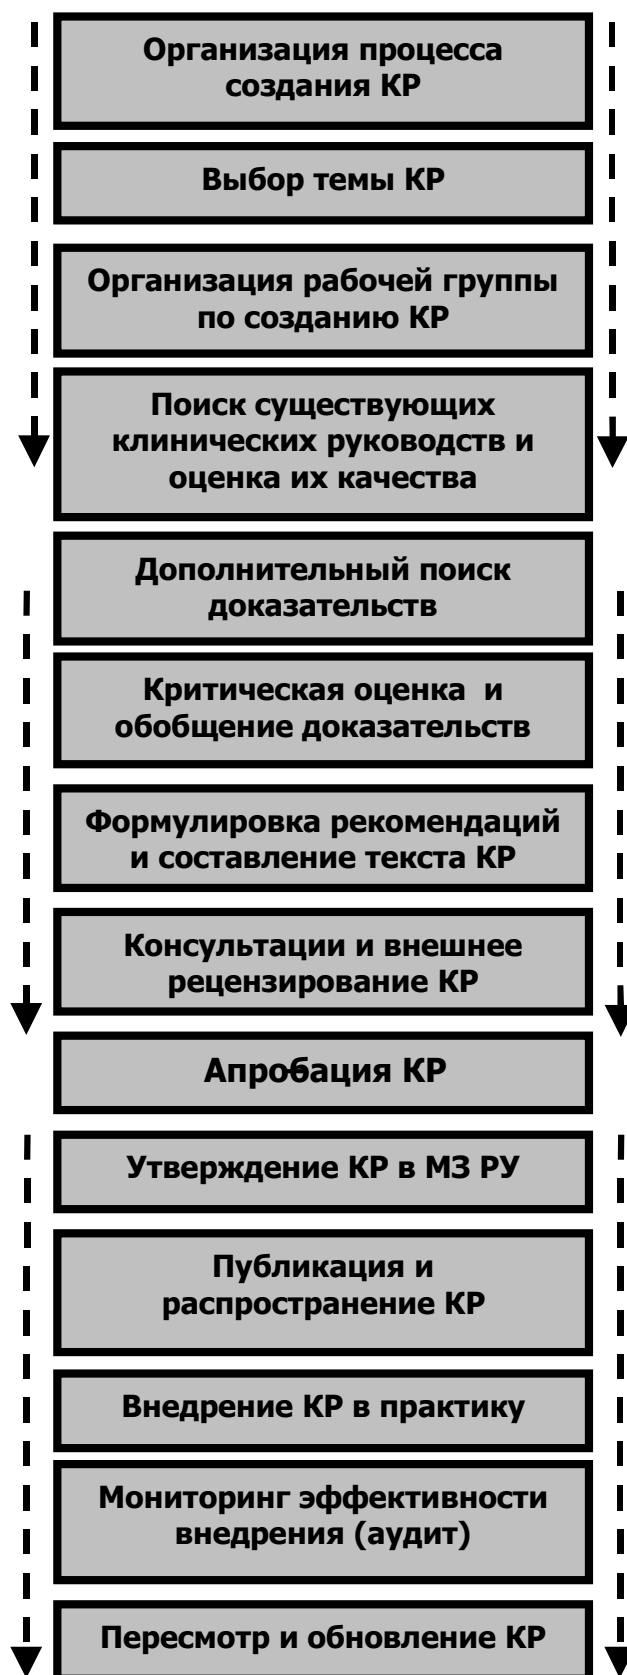 Организация процесса
создания КР
Выбор темы КР
Организация рабочей группы
по созданию КР
Поиск существующих
клинических руководств и
оценка их качества
Дополнительный поиск
доказательств
Критическая оценка и
обобщение доказательств
Формулировка рекомендаций
и составление текста КР
Консультации и внешнее
рецензирование КР
Апробация КР
Утверждение КР в МЗ РУ
Публикация и
распространение КР
Внедрение КР в практику
Мониторинг эффективности
внедрения (аудит)
Пересмотр и обновление КР